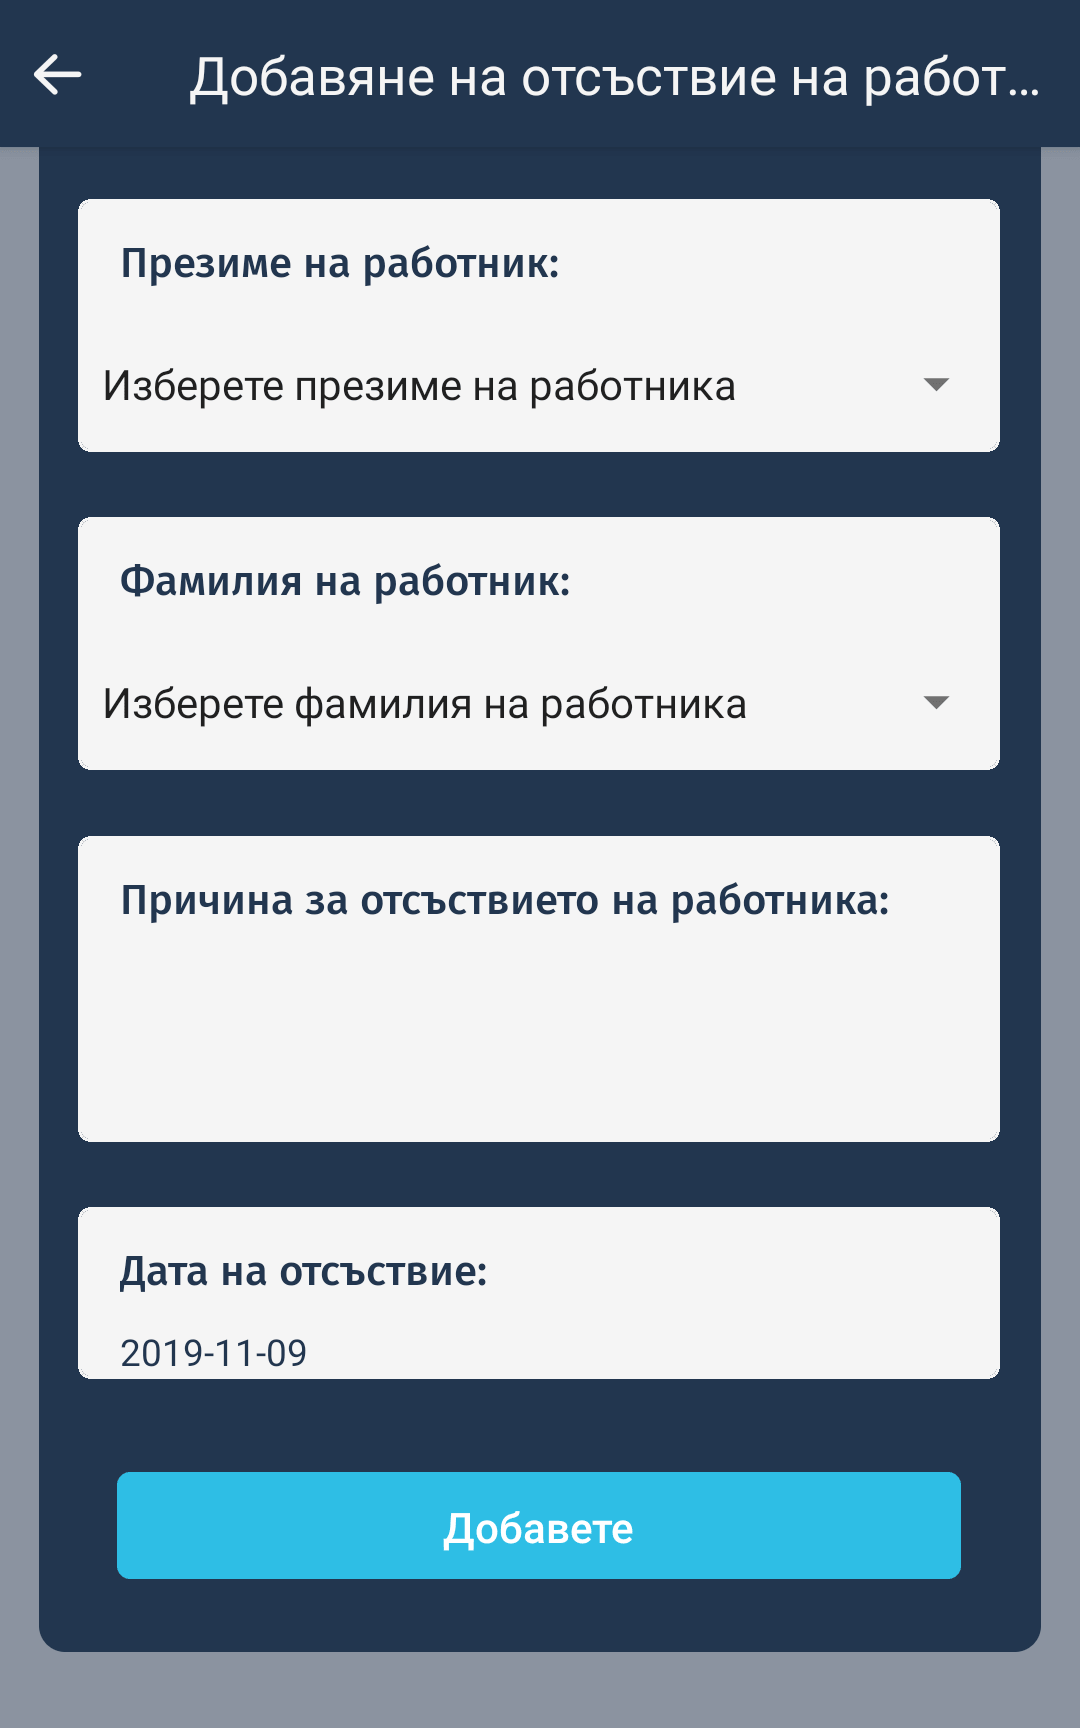 Добавяне на отсъствие на работ...
Презиме на работник:
Изберете презиме на работника
Фамилия на работник:
Изберете фамилия на работника
Причина за отсъствието на работника:
Дата на отсъствие:
2019-11-09
Добавете